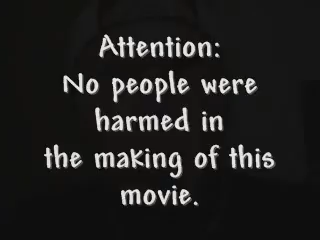 Attention:
No people were
harmed in
the making of this
movie.